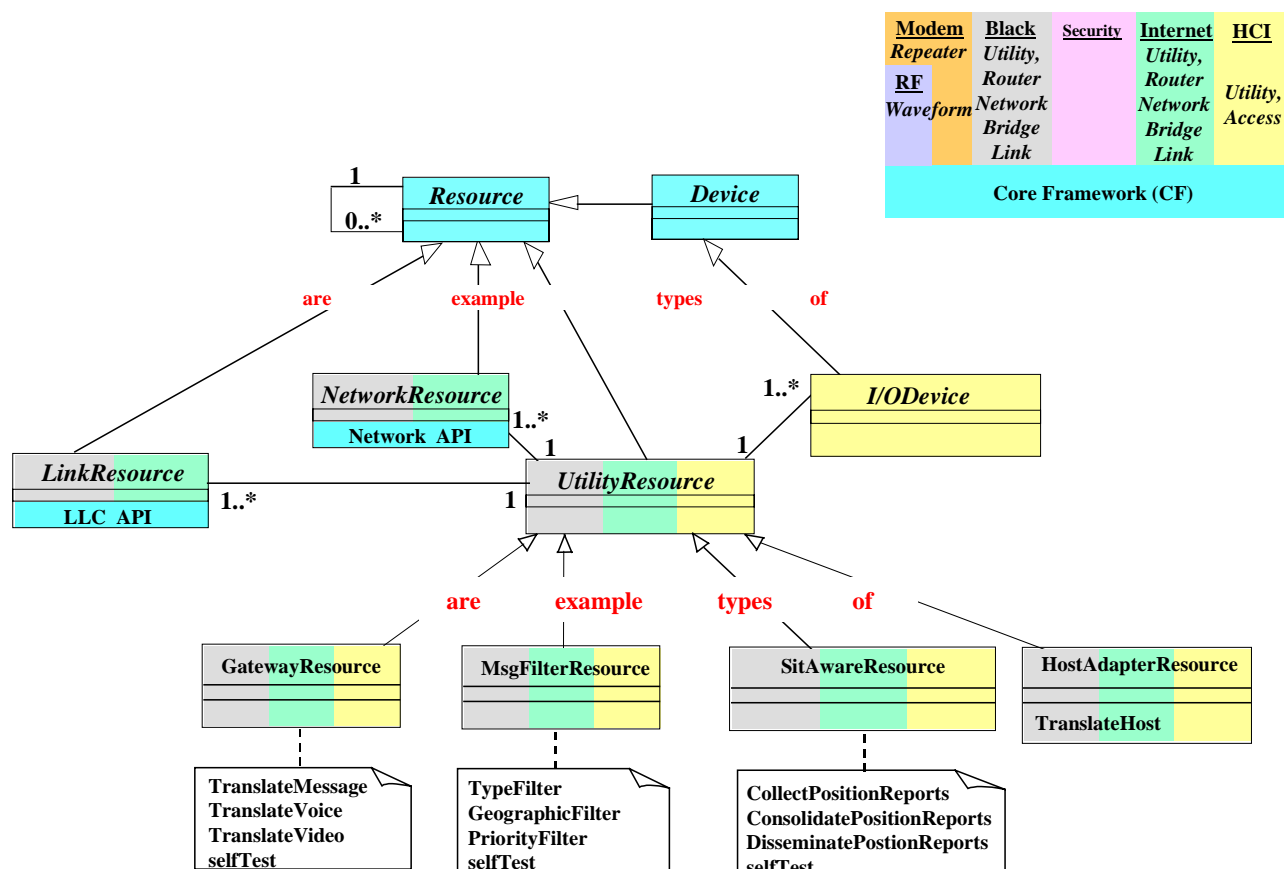 Modem
Repeater
RF
Waveform
Black
Utility,
Router
Network
Bridge
Link
Security
Internet
Utility,
Router
Network
Bridge
Link
HCI
Utility,
Access
Core Framework (CF)
1
0..*
Resource
Device
are example types of
NetworkResource
Network API
1..*
1
1..*
1
I/ODevice
LinkResource
LLC API
1..*
1
UtilityResource
are example types of
GatewayResource
MsgFilterResource
SitAwareResource
HostAdapterResource
TranslateHost
TranslateMessage
TranslateVoice
TranslateVideo
selfTest
TypeFilter
GeographicFilter
PriorityFilter
selfTest
CollectPositionReports
ConsolidatePositionReports
DisseminatePostionReports
selfTest